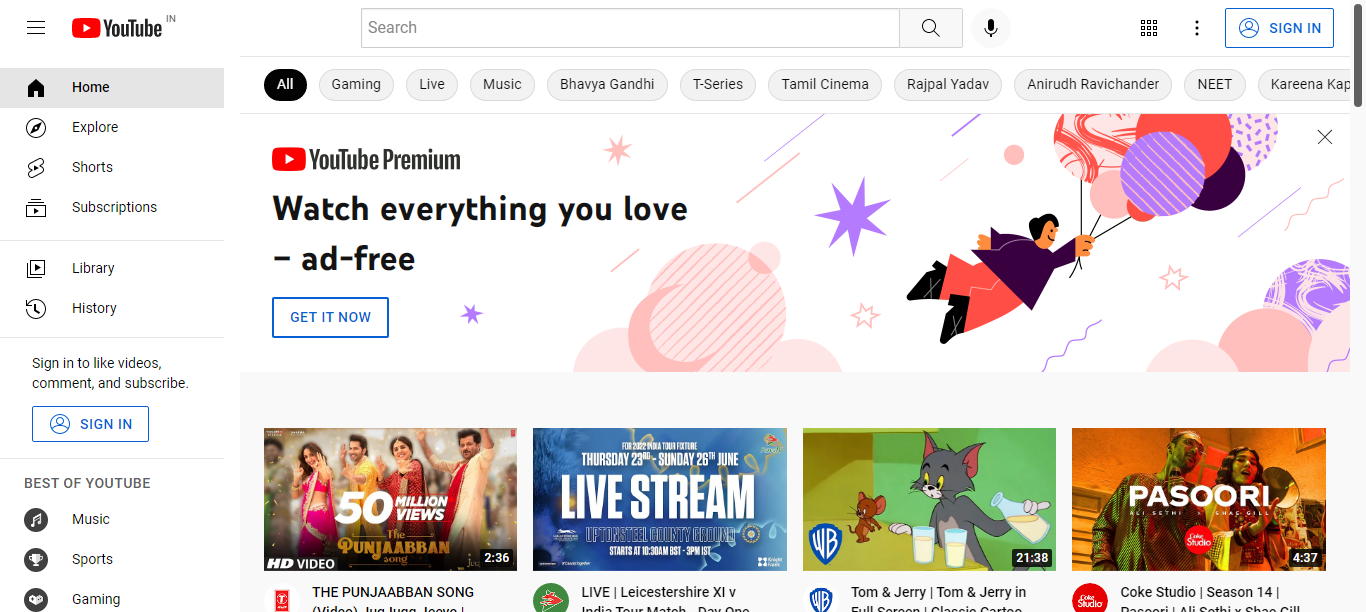 YouTube IN
Search
SIGN IN
Home
Explore
Shorts
Subscriptions
Library
History
Sign in to like videos,
comment, and subscribe.
SIGN IN
BEST OF YOUTUBE
Music
Sports
Gaming
All
Gaming
Live
Music
Bhavya Gandhi
T-Series
Tamil Cinema
Rajpal Yadav
Anirudh Ravichander
NEET
Kareena Kap
YouTube Premium
Watch everything you love
– ad-free
GET IT NOW
50 MILLION
VIEWS
The
PUNJAABBAN
song
HD VIDEO
2:36
THE PUNJAABBAN SONG
(Video) Jug Jugg Jeeyo |
FOR 2022 INDIA TOUR FIXTURE
THURSDAY 23RD - SUNDAY 26TH JUNE
LIVE STREAM
UPTONSTEEL COUNTY GROUND
STARTS AT 10:30AM BST - 3PM IST
LIVE | Leicestershire XI v
India Tour Match - Day One
WB
21:38
WB
Tom & Jerry | Tom & Jerry in
Full Screen | Classic Cartoo
PASOORI
ALI SETHI x SHAE GILL
Coke Studio
4:37
Coke Studio
Coke Studio | Season 14 |
Pasoori | Ali Sethi x Shae Gill